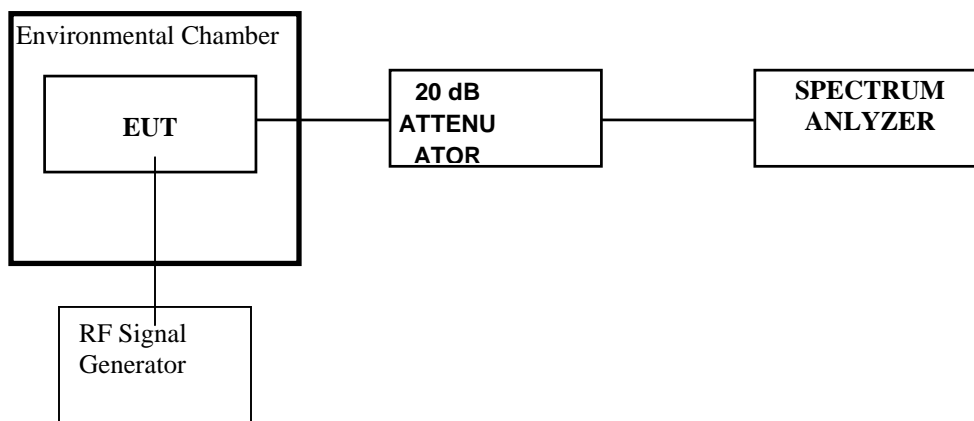 Environmental Chamber
EUT
20 dB
ATTENU
ATOR
SPECTRUM
ANLYZER
RF Signal
Generator